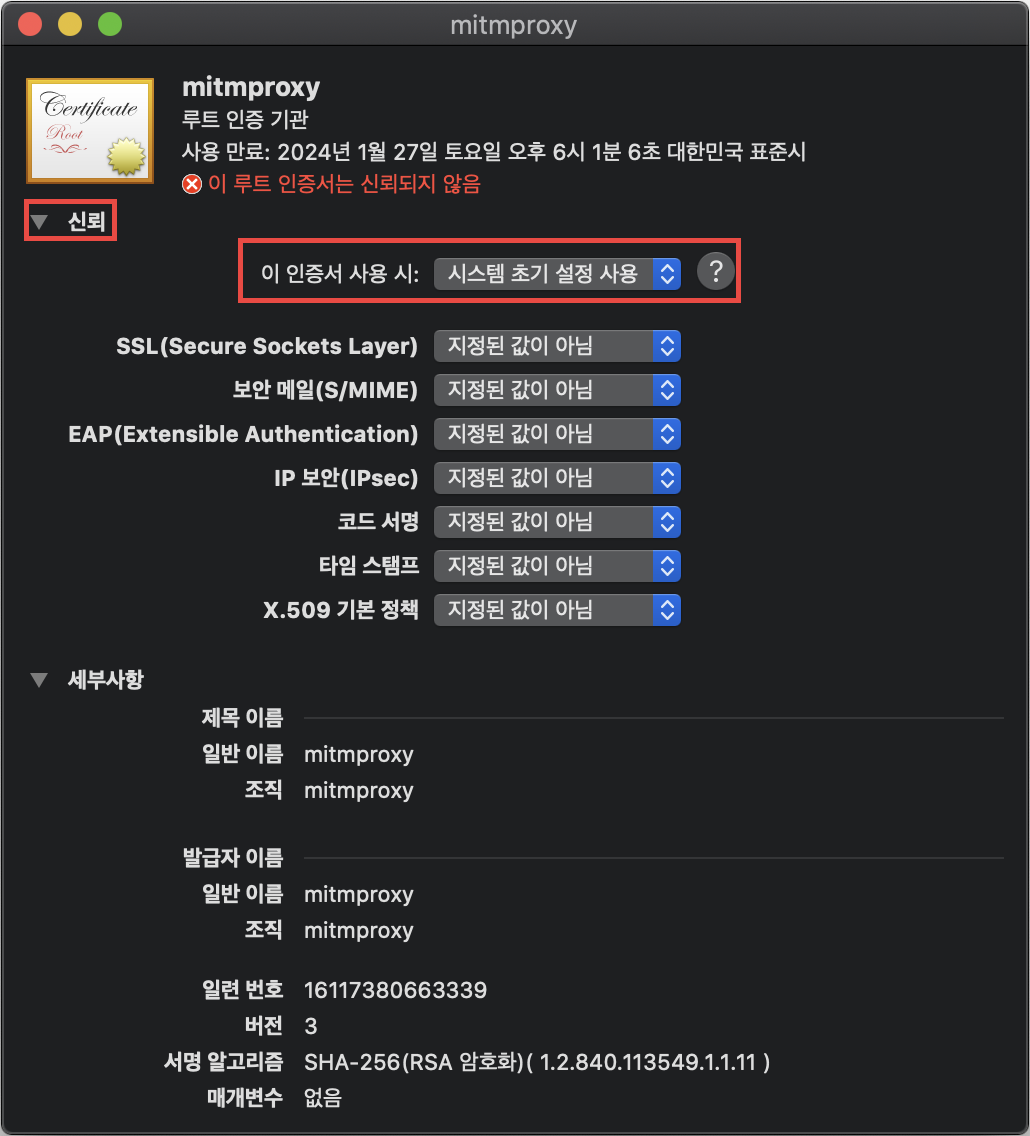 mitmproxy
Certificate
Root
mitmproxy
루트 인증 기관
사용 만료: 2024년 1월 27일 토요일 오후 6시 1분 6초 대한민국 표준시
이 루트 인증서는 신뢰되지 않음
신뢰
이 인증서 사용 시: 시스템 초기 설정 사용 ?
SSL(Secure Sockets Layer) 지정된 값이 아님
보안 메일(S/MIME) 지정된 값이 아님
EAP(Extensible Authentication) 지정된 값이 아님
IP 보안(IPsec) 지정된 값이 아님
코드 서명 지정된 값이 아님
타임 스탬프 지정된 값이 아님
X.509 기본 정책 지정된 값이 아님
세부사항
제목 이름
일반 이름 mitmproxy
조직 mitmproxy
발급자 이름
일반 이름 mitmproxy
조직 mitmproxy
일련 번호 16117380663339
버전 3
서명 알고리즘 SHA-256(RSA 암호화)( 1.2.840.113549.1.1.11 )
매개변수 없음